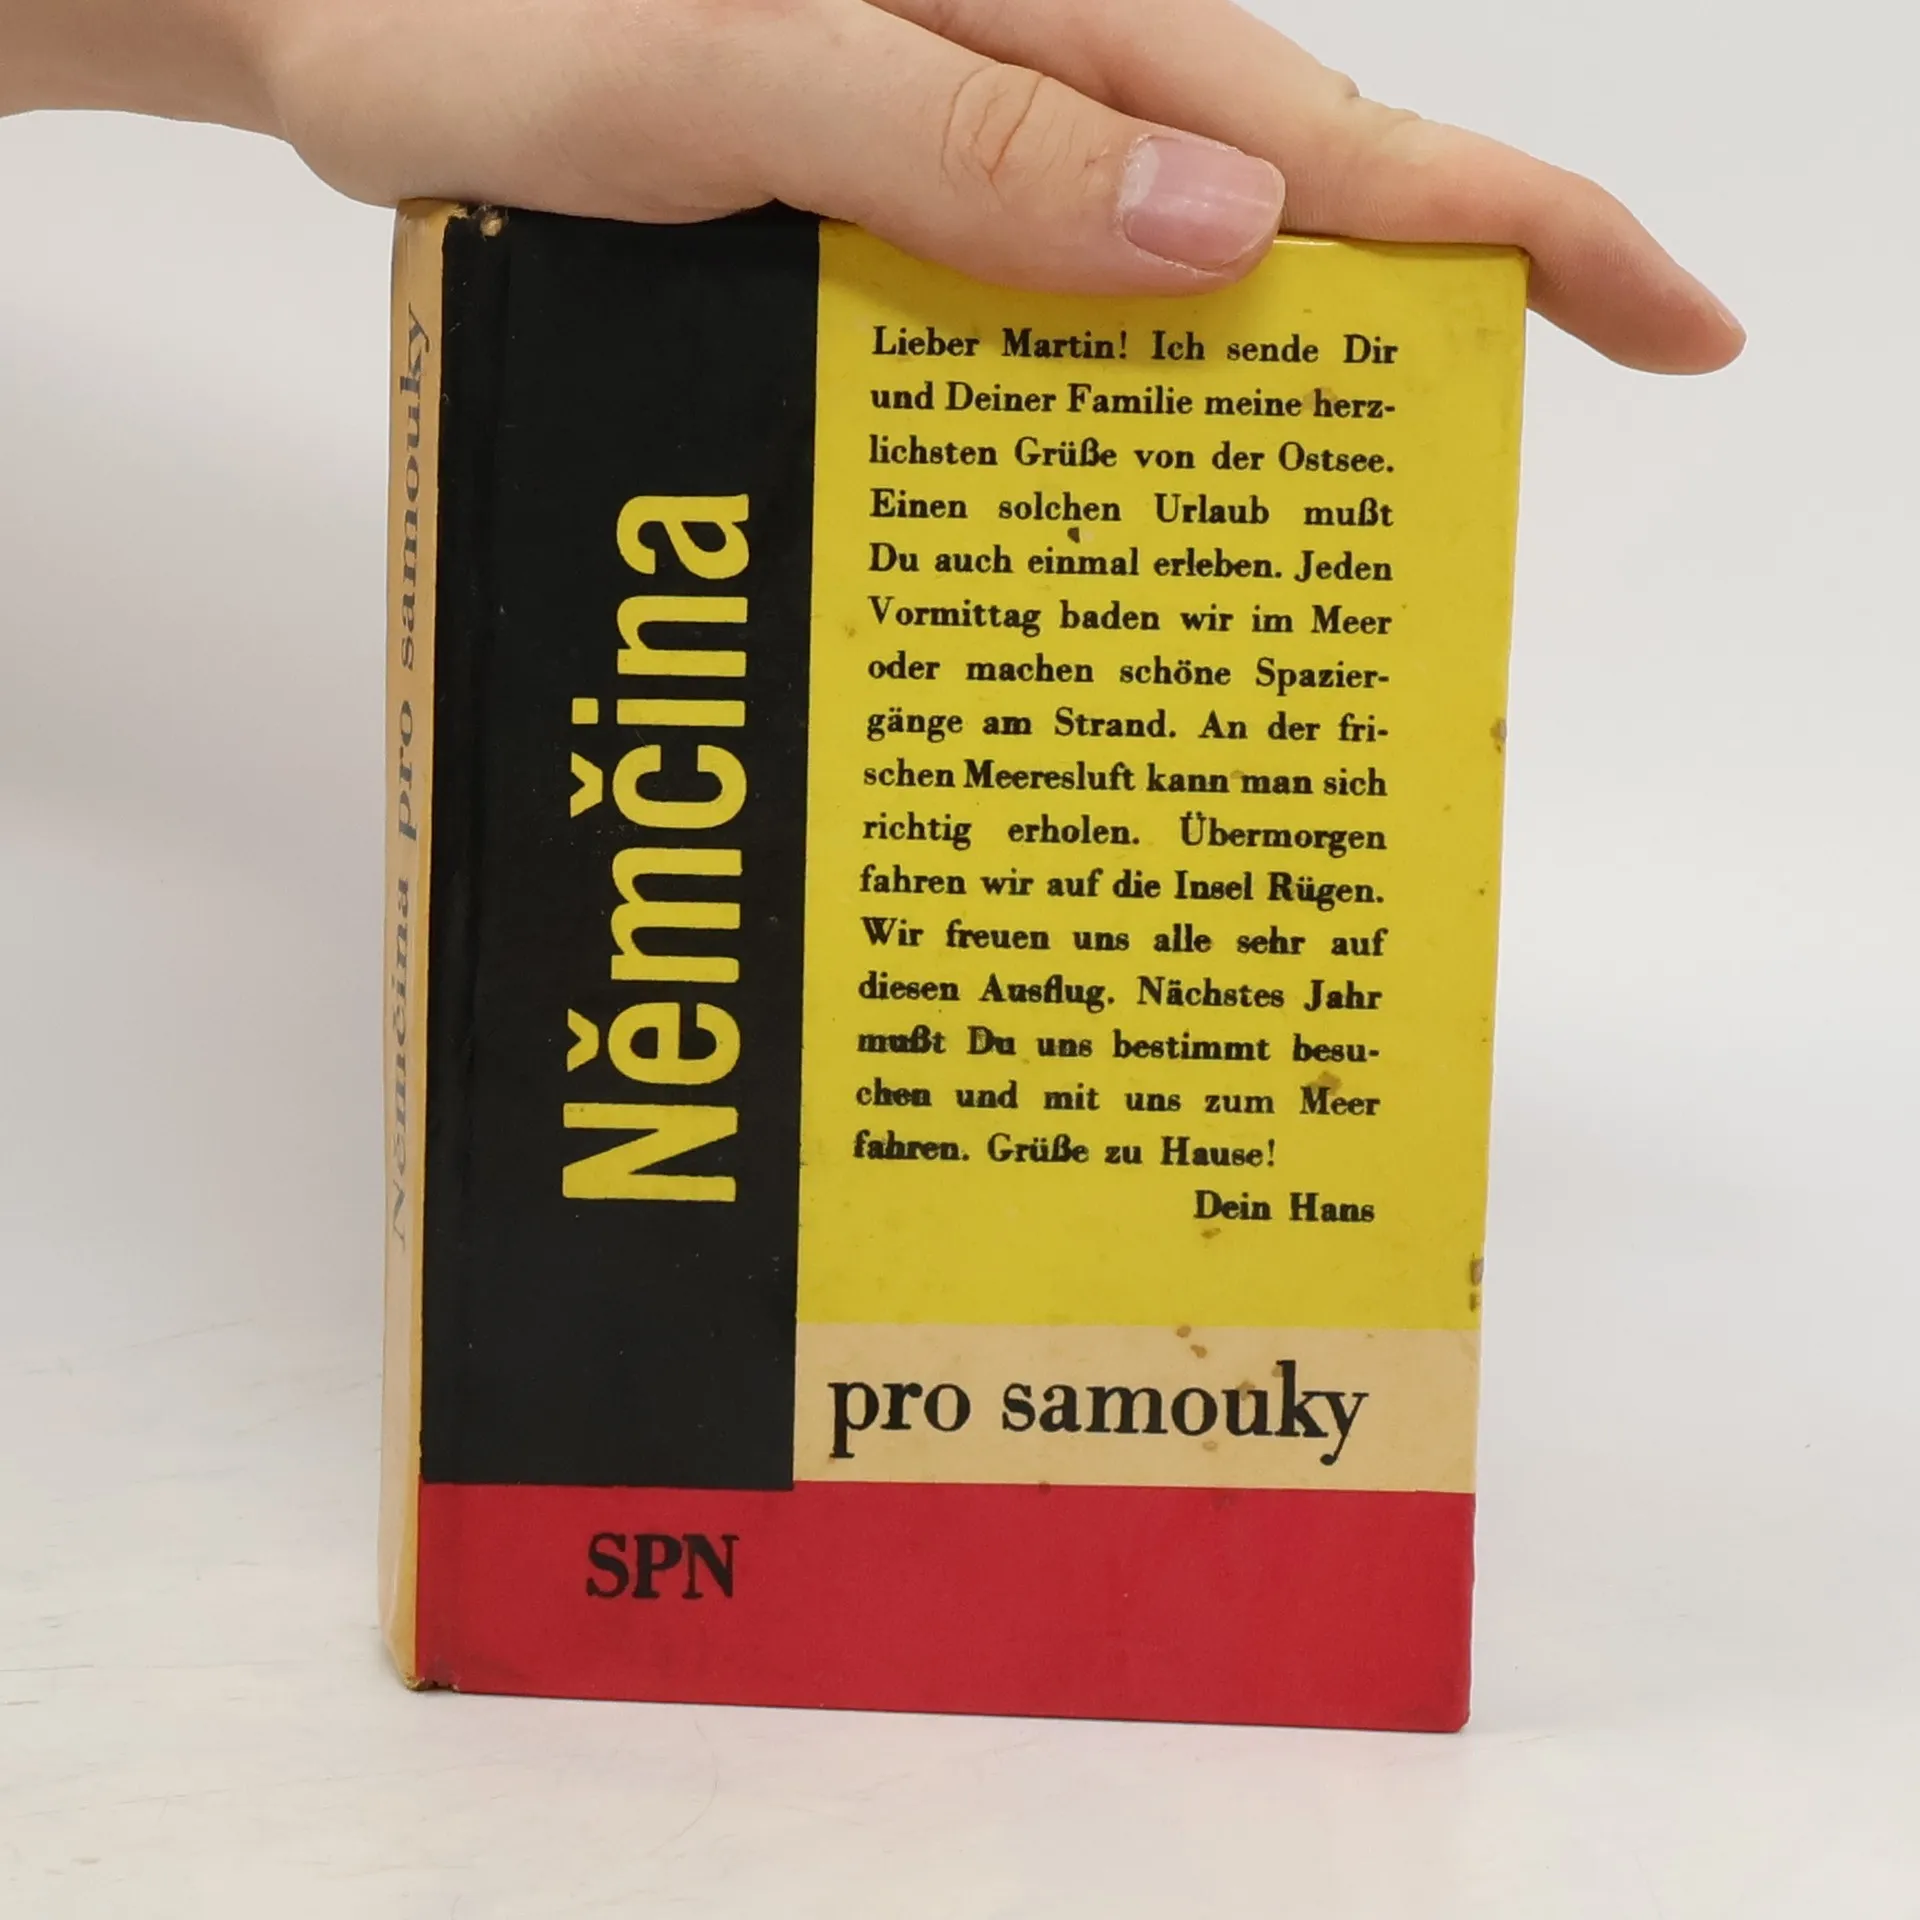 Němčina pro samouky
Němčina
Lieber Martin! Ich sende Dir
und Deiner Familie meine herz-
lichsten Grüße von der Ostsee.
Einen solchen Urlaub mußt
Du auch einmal erleben. Jeden
Vormittag baden wir im Meer
oder machen schöne Spazier-
gänge am Strand. An der fri-
schen Meeresluft kann man sich
richtig erholen. Übermorgen
fahren wir auf die Insel Rügen.
Wir freuen uns alle sehr auf
diesen Ausflug. Nächstes Jahr
mußt Du uns bestimmt besu-
chen und mit uns zum Meer
fahren. Grüße zu Hause!
Dein Hans
pro samouky
SPN